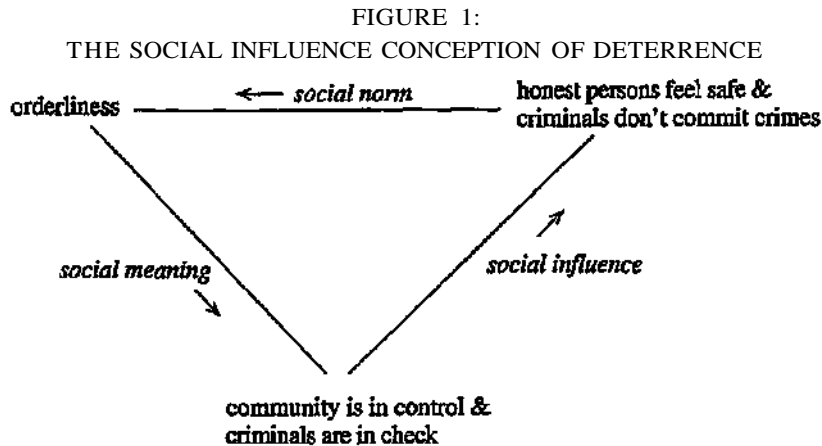 FIGURE 1:
THE SOCIAL INFLUENCE CONCEPTION OF DETERRENCE
orderliness
social norm
honest persons feel safe &
criminals don't commit crimes
social meaning
social influence
community is in control &
criminals are in check